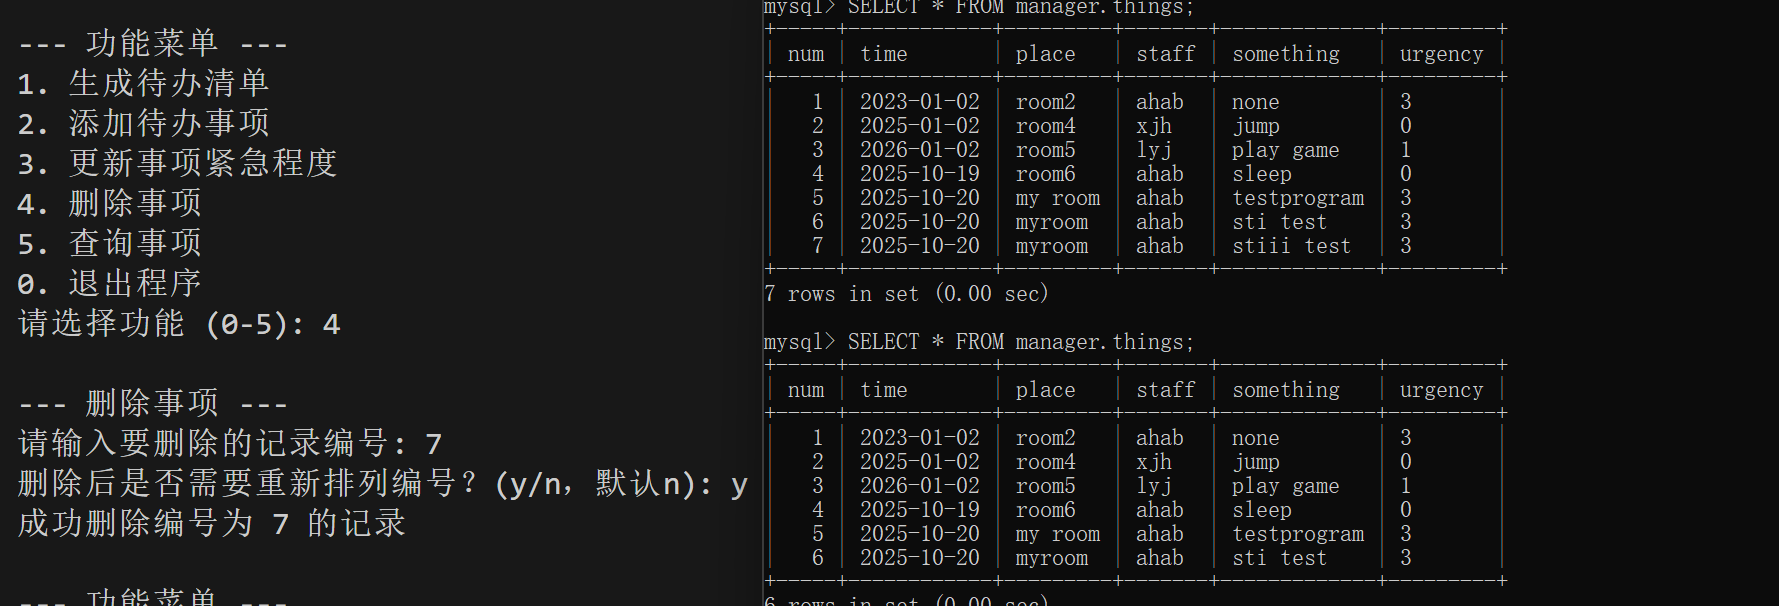 --- 功能菜单 ---
1. 生成待办清单
2. 添加待办事项
3. 更新事项紧急程度
4. 删除事项
5. 查询事项
0. 退出程序
请选择功能 (0-5): 4
--- 删除事项 ---
请输入要删除的记录编号: 7
删除后是否需要重新排列编号? (y/n, 默认n): y
成功删除编号为 7 的记录
--- 功能菜单 ---
mysql> SELECT * FROM manager.things;
+-----+------------+---------+-------+-------------+---------+
| num | time       | place   | staff | something   | urgency |
+-----+------------+---------+-------+-------------+---------+
|   1 | 2023-01-02 | room2   | ahab  | none        | 3       |
|   2 | 2025-01-02 | room4   | xjh   | jump        | 0       |
|   3 | 2026-01-02 | room5   | lyj   | play game   | 1       |
|   4 | 2025-10-19 | room6   | ahab  | sleep       | 0       |
|   5 | 2025-10-20 | my room | ahab  | testprogram | 3       |
|   6 | 2025-10-20 | myroom  | ahab  | sti test    | 3       |
|   7 | 2025-10-20 | myroom  | ahab  | stiii test  | 3       |
+-----+------------+---------+-------+-------------+---------+
7 rows in set (0.00 sec)
mysql> SELECT * FROM manager.things;
+-----+------------+---------+-------+-------------+---------+
| num | time       | place   | staff | something   | urgency |
+-----+------------+---------+-------+-------------+---------+
|   1 | 2023-01-02 | room2   | ahab  | none        | 3       |
|   2 | 2025-01-02 | room4   | xjh   | jump        | 0       |
|   3 | 2026-01-02 | room5   | lyj   | play game   | 1       |
|   4 | 2025-10-19 | room6   | ahab  | sleep       | 0       |
|   5 | 2025-10-20 | my room | ahab  | testprogram | 3       |
|   6 | 2025-10-20 | myroom  | ahab  | sti test    | 3       |
+-----+------------+---------+-------+-------------+---------+
6 rows in set (0.00 sec)